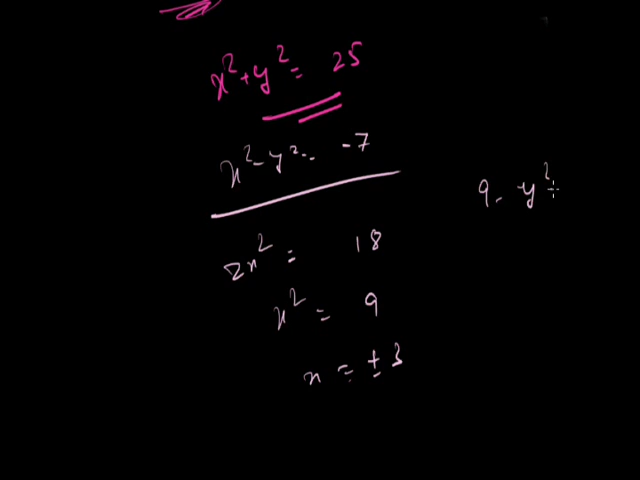 x² + y² = 25
x² - y² = -7
2x² = 18
x² = 9
x = ± 3
9 - y² =